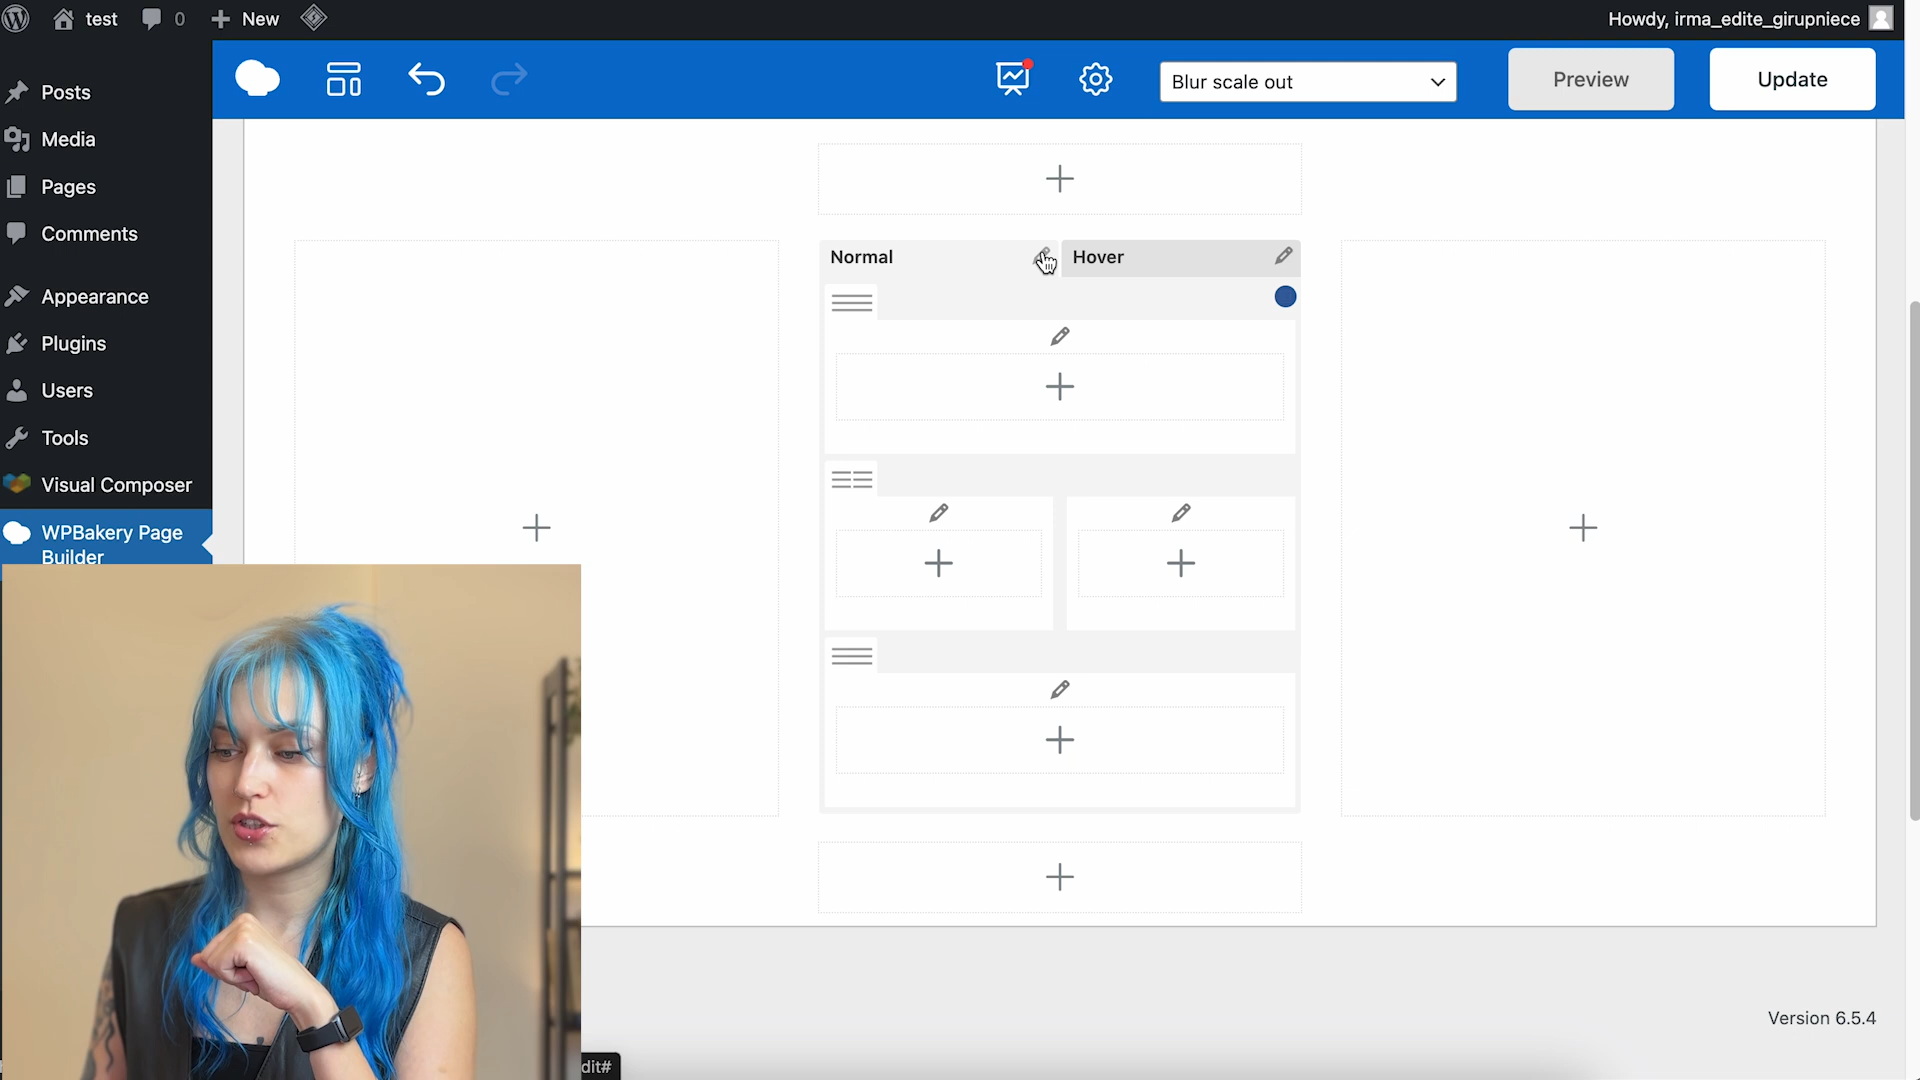 test
0
New
Howdy, irma_edite_girupniece
Posts
Media
Pages
Comments
Appearance
Plugins
Users
Tools
Visual Composer
WPBakery Page
Builder
Blur scale out
Preview
Update
Normal
Hover
Version 6.5.4
dit#